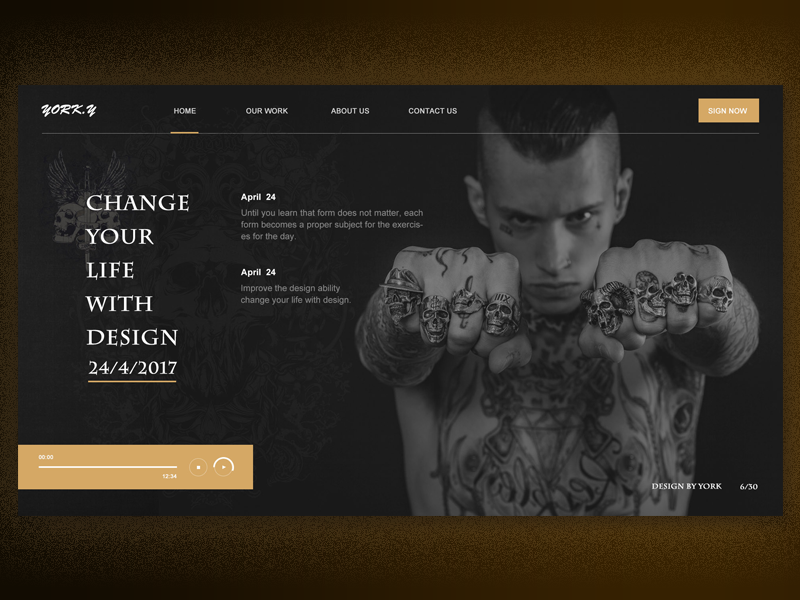 YORK.Y
HOME
OUR WORK
ABOUT US
CONTACT US
SIGN NOW
CHANGE
YOUR
LIFE
WITH
DESIGN
24/4/2017
April 24
Until you learn that form does not matter, each
form becomes a proper subject for the exercis-
es for the day.
April 24
Improve the design ability
change your life with design.
00:00
12:34
DESIGN BY YORK
6/30